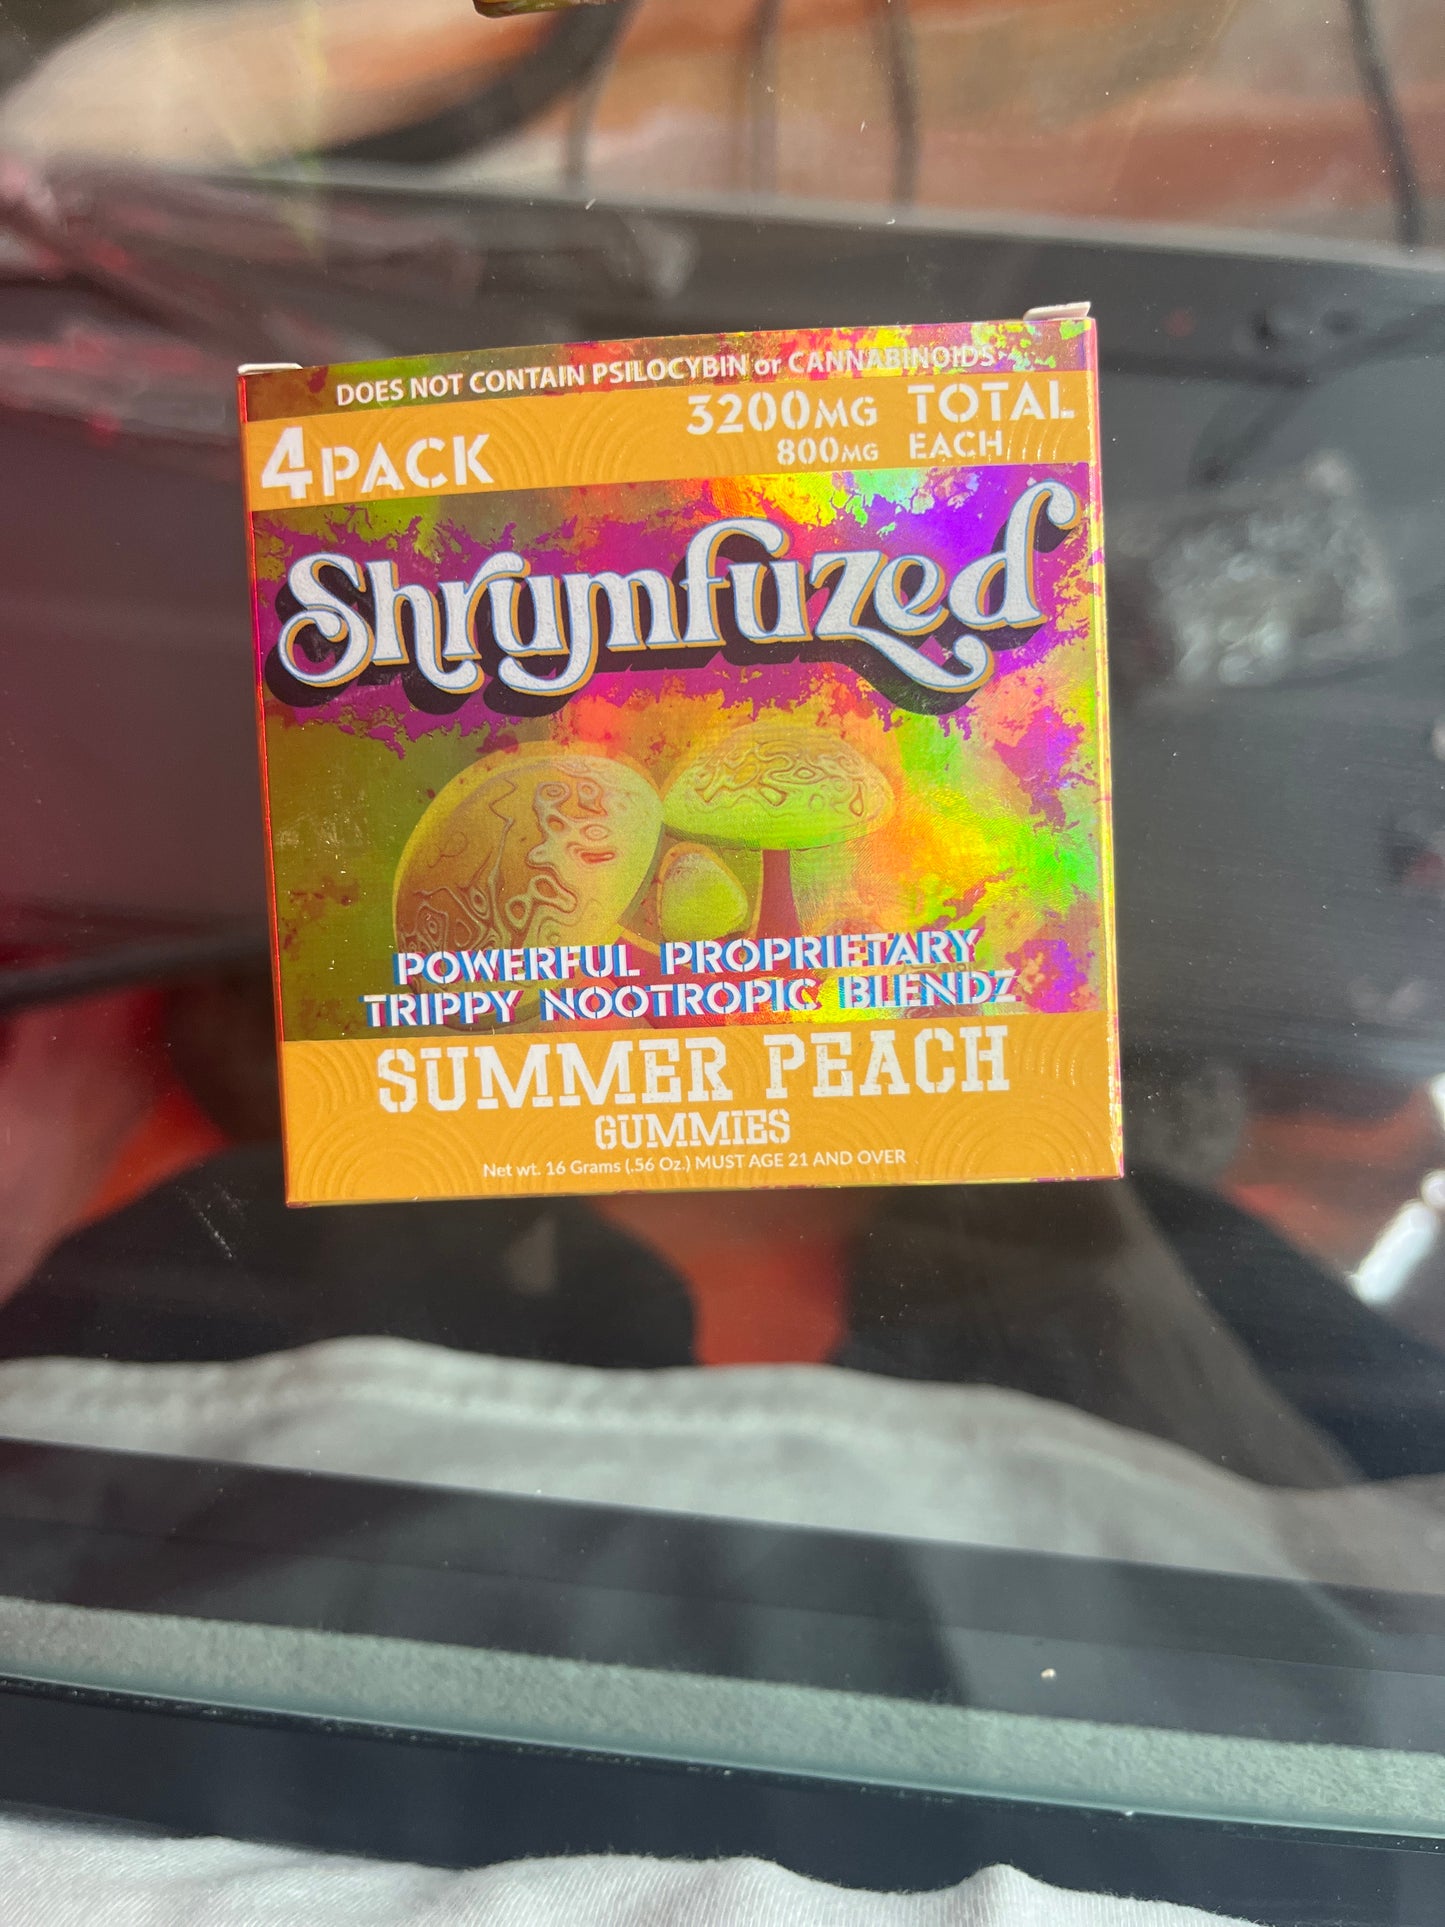 DOES NOT CONTAIN PSILOCYBIN or CANNABINOIDS
4PACK
3200MG TOTAL
800MG EACH
Shrumfuzed
POWERFUL PROPRIETARY
TRIPPY NOOTROPIC BLENDZ
SUMMER PEACH
GUMMIES
Net wt. 16 Grams (.56 Oz.) MUST AGE 21 AND OVER